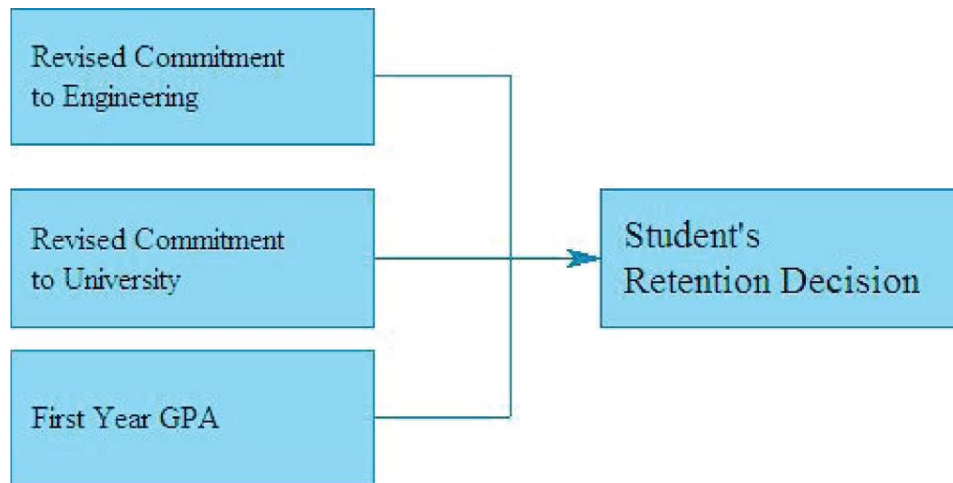 Revised Commitment
to Engineering
Revised Commitment
to University
First Year GPA
Student's
Retention Decision